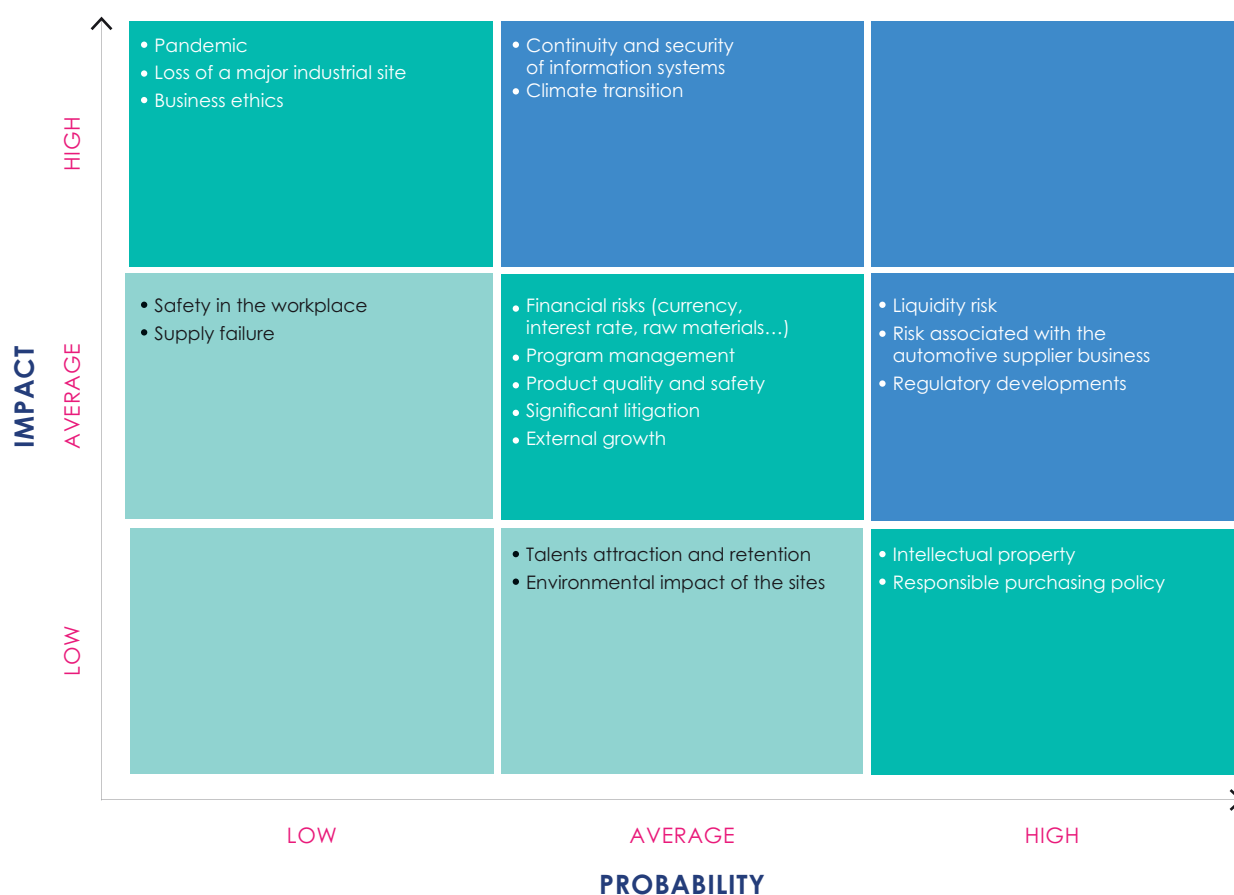 IMPACT
HIGH
• Pandemic
• Loss of a major industrial site
• Business ethics
• Continuity and security
of information systems
• Climate transition
AVERAGE
• Safety in the workplace
• Supply failure
• Financial risks (currency,
interest rate, raw materials…)
• Program management
• Product quality and safety
• Significant litigation
• External growth
• Liquidity risk
• Risk associated with the
automotive supplier business
• Regulatory developments
LOW
• Talents attraction and retention
• Environmental impact of the sites
• Intellectual property
• Responsible purchasing policy
LOW
AVERAGE
HIGH
PROBABILITY